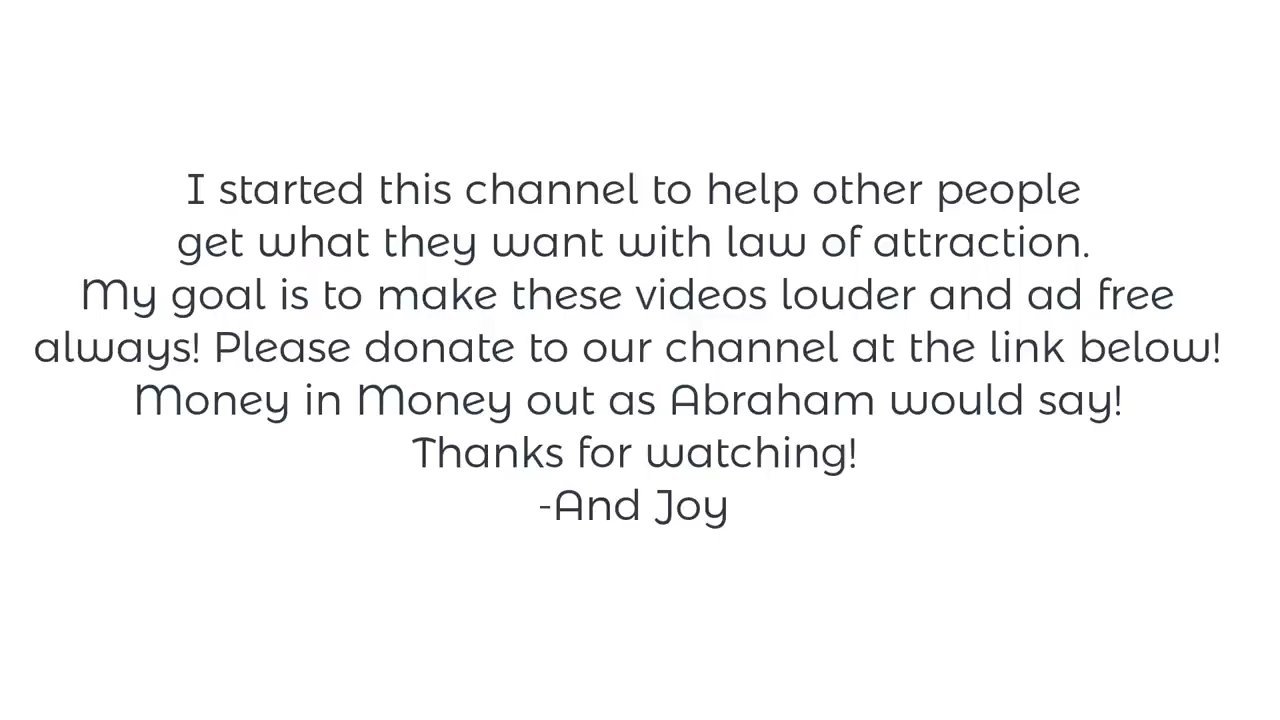 I started this channel to help other people
get what they want with law of attraction.
My goal is to make these videos louder and ad free
always! Please donate to our channel at the link below!
Money in Money out as Abraham would say!
Thanks for watching!
-And Joy